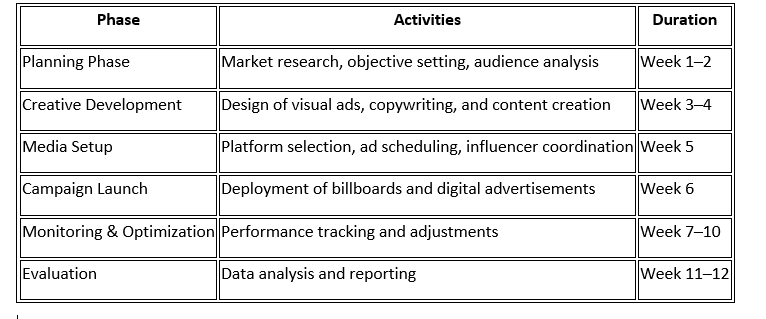 Phase Activities Duration
Planning Phase Market research, objective setting, audience analysis Week 1–2
Creative Development Design of visual ads, copywriting, and content creation Week 3–4
Media Setup Platform selection, ad scheduling, influencer coordination Week 5
Campaign Launch Deployment of billboards and digital advertisements Week 6
Monitoring & Optimization Performance tracking and adjustments Week 7–10
Evaluation Data analysis and reporting Week 11–12